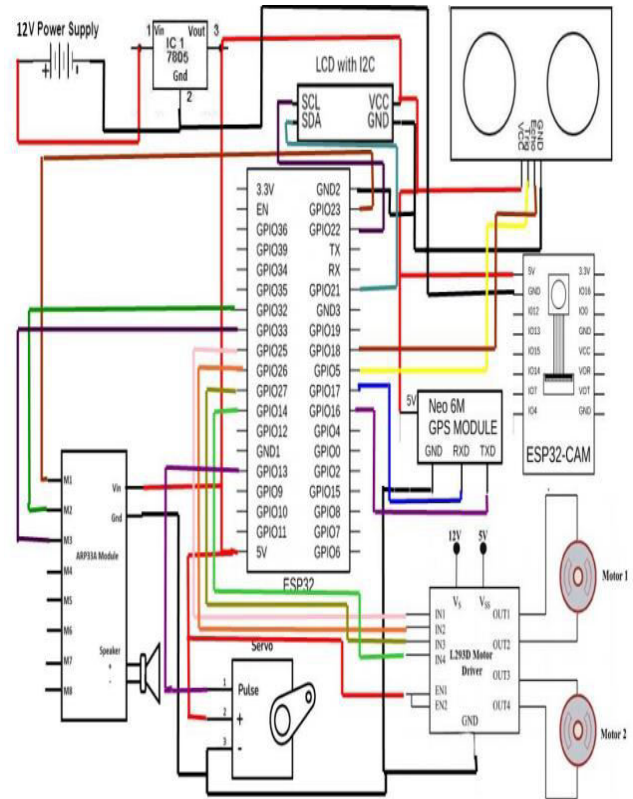 12V Power Supply
+ -
1 Vin Vout 3
IC 1
7805
Gnd
2
LCD with I2C
SCL VCC
SDA GND
VCC
Trig
Echo
GND
3.3V GND2
EN GPIO23
GPIO36 GPIO22
GPIO39 TX
GPIO34 RX
GPIO35 GPIO21
GPIO32 GND3
GPIO33 GPIO19
GPIO25 GPIO18
GPIO26 GPIO5
GPIO27 GPIO17
GPIO14 GPIO16
GPIO12 GPIO4
GND1 GPIO0
GPIO13 GPIO2
GPIO9 GPIO15
GPIO10 GPIO8
GPIO11 GPIO7
5V GPIO6
ESP32
5V 3.3V
GND IO16
IO12 IO0
IO13 GND
IO15 VCC
IO14 VOR
IOT VOT
IO4 GND
ESP32-CAM
5V
Neo 6M
GPS MODULE
GND RXD TXD
M1
M2
M3
M4
M5
M6
M7
M8
Vin
Gnd
ARP33A Module
Speaker
+
-
Servo
1 Pulse
2 +
3 -
12V 5V
VS VSS
IN1 OUT1
IN2
IN3 OUT2
IN4
L293D Motor
Driver
OUT3
EN1
EN2 OUT4
GND
Motor 1
Motor 2